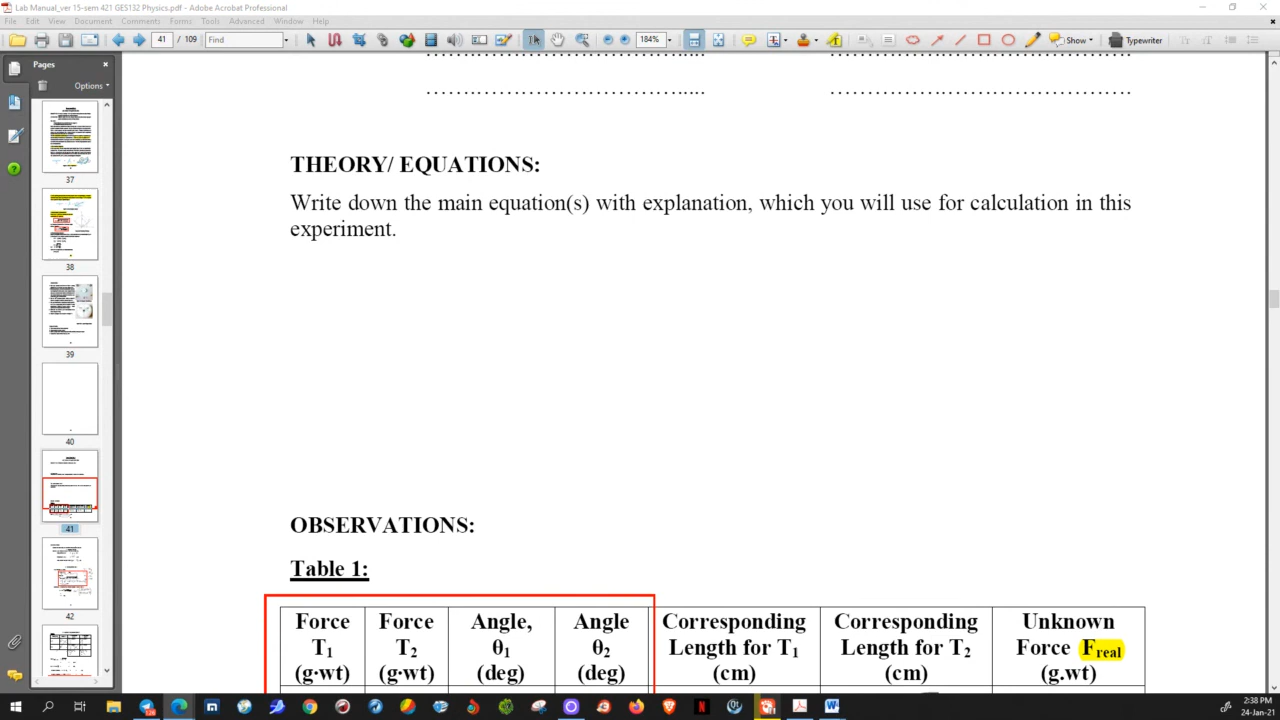 Lab Manual_ver 15-sem 421 GES132 Physics.pdf - Adobe Acrobat Professional
File Edit View Document Comments Forms Tools Advanced Window Help
41 / 109 Find 184% Show Typewriter
Pages
Options
37
38
39
40
41
42
……………………………..... …………………………………
……………………………..... …………………………………
THEORY/ EQUATIONS:
Write down the main equation(s) with explanation, which you will use for calculation in this
experiment.
OBSERVATIONS:
Table 1:
Force T₁ (g·wt)
Force T₂ (g·wt)
Angle, θ₁ (deg)
Angle θ₂ (deg)
Corresponding Length for T₁ (cm)
Corresponding Length for T₂ (cm)
Unknown Force Freal (g.wt)
2:38 PM
24-Jan-21